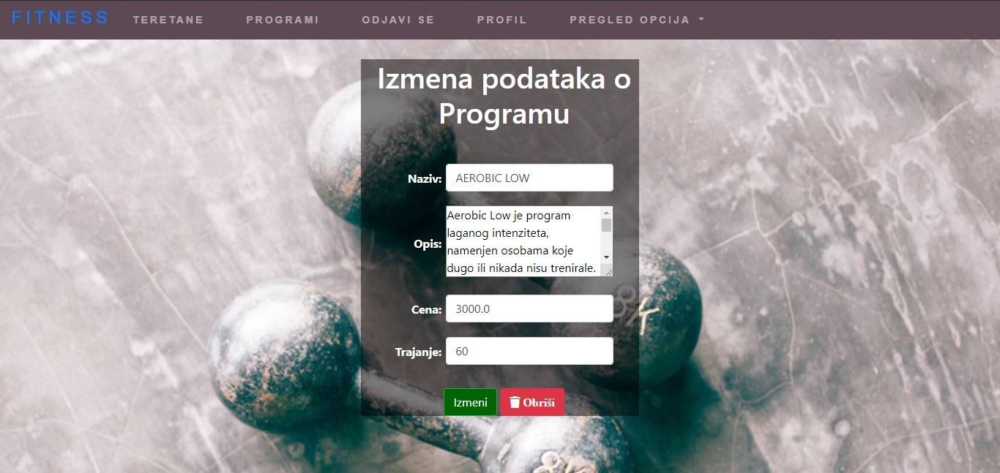 FITNESS TERETANE PROGRAMI ODJAVI SE PROFIL PREGLED OPCIJA
Izmena podataka o
Programu
Naziv: AEROBIC LOW
Opis: Aerobic Low je program
laganog intenziteta,
namenjen osobama koje
dugo ili nikada nisu trenirale.
Cena: 3000.0
Trajanje: 60
Izmeni Obriši